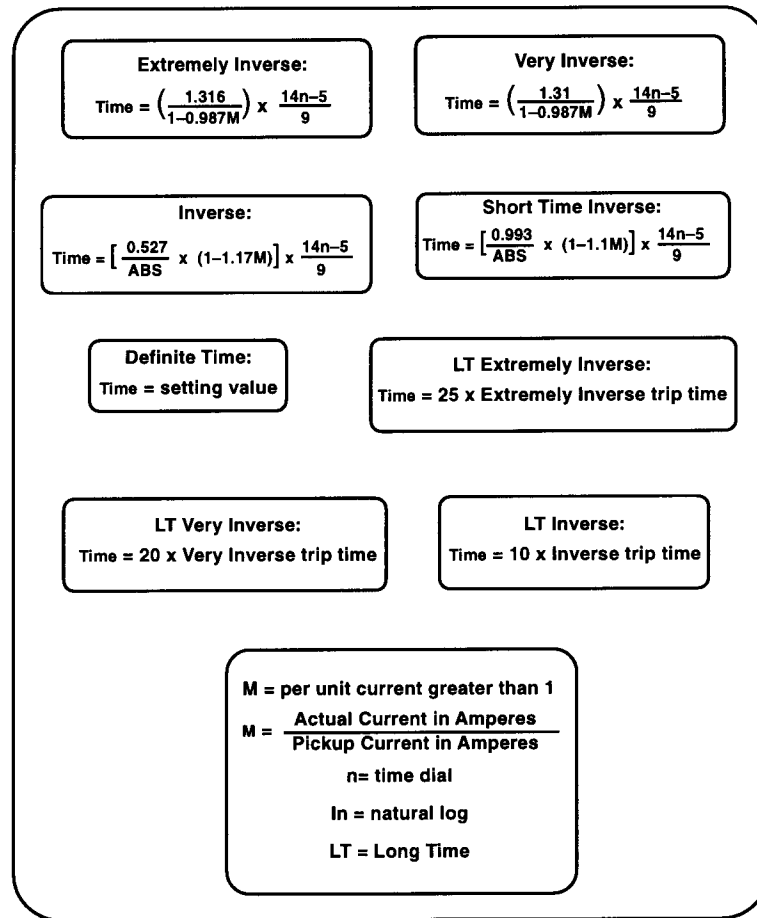 Extremely Inverse:
Time = (1.316/1–0.987M) x 14n–5/9
Very Inverse:
Time = (1.31/1–0.987M) x 14n–5/9
Inverse:
Time = [0.527/ABS x (1–1.17M)] x 14n–5/9
Short Time Inverse:
Time = [0.993/ABS x (1–1.1M)] x 14n–5/9
Definite Time:
Time = setting value
LT Extremely Inverse:
Time = 25 x Extremely Inverse trip time
LT Very Inverse:
Time = 20 x Very Inverse trip time
LT Inverse:
Time = 10 x Inverse trip time
M = per unit current greater than 1
M = Actual Current in Amperes/Pickup Current in Amperes
n= time dial
ln = natural log
LT = Long Time